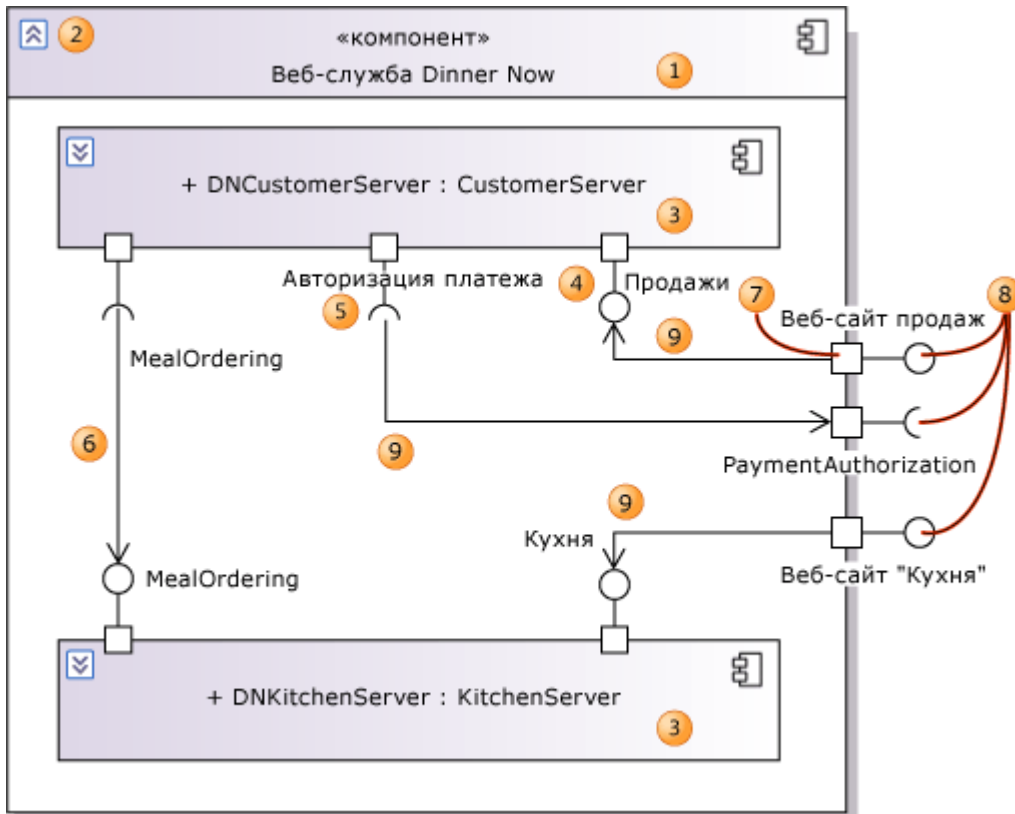 2
«компонент»
Веб-служба Dinner Now
1
+ DNCustomerServer : CustomerServer
3
Авторизация платежа
4
Продажи
7
8
5
Веб-сайт продаж
9
MealOrdering
6
9
PaymentAuthorization
9
Кухня
MealOrdering
Веб-сайт "Кухня"
+ DNKitchenServer : KitchenServer
3